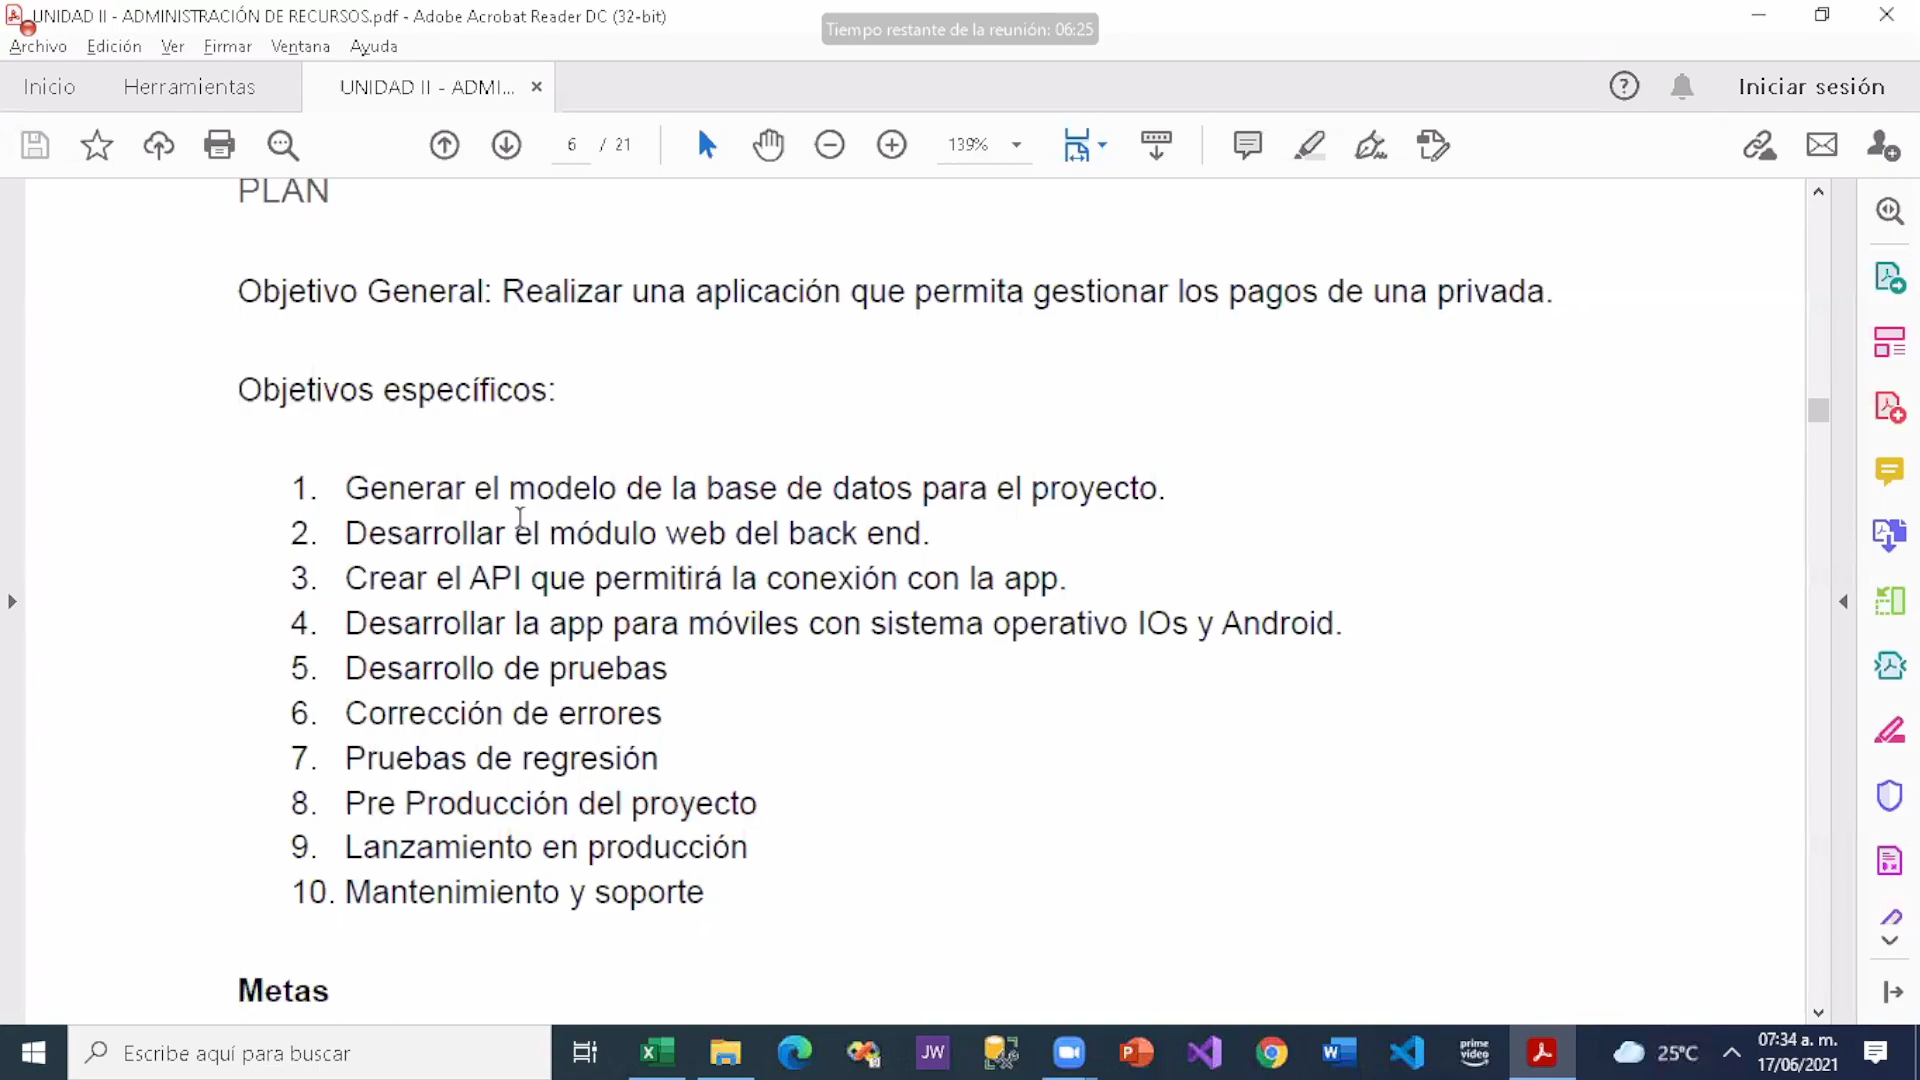 UNIDAD II - ADMINISTRACIÓN DE RECURSOS.pdf - Adobe Acrobat Reader DC (32-bit)
Tiempo restante de la reunión: 06:25
Archivo Edición Ver Firmar Ventana Ayuda
Inicio Herramientas UNIDAD II - ADMI... × Iniciar sesión
6 / 21 139%
PLAN
Objetivo General: Realizar una aplicación que permita gestionar los pagos de una privada.
Objetivos específicos:
1. Generar el modelo de la base de datos para el proyecto.
2. Desarrollar el módulo web del back end.
3. Crear el API que permitirá la conexión con la app.
4. Desarrollar la app para móviles con sistema operativo IOs y Android.
5. Desarrollo de pruebas
6. Corrección de errores
7. Pruebas de regresión
8. Pre Producción del proyecto
9. Lanzamiento en producción
10. Mantenimiento y soporte
Metas
Escribe aquí para buscar
JW
prime video
25°C
07:34 a. m.
17/06/2021